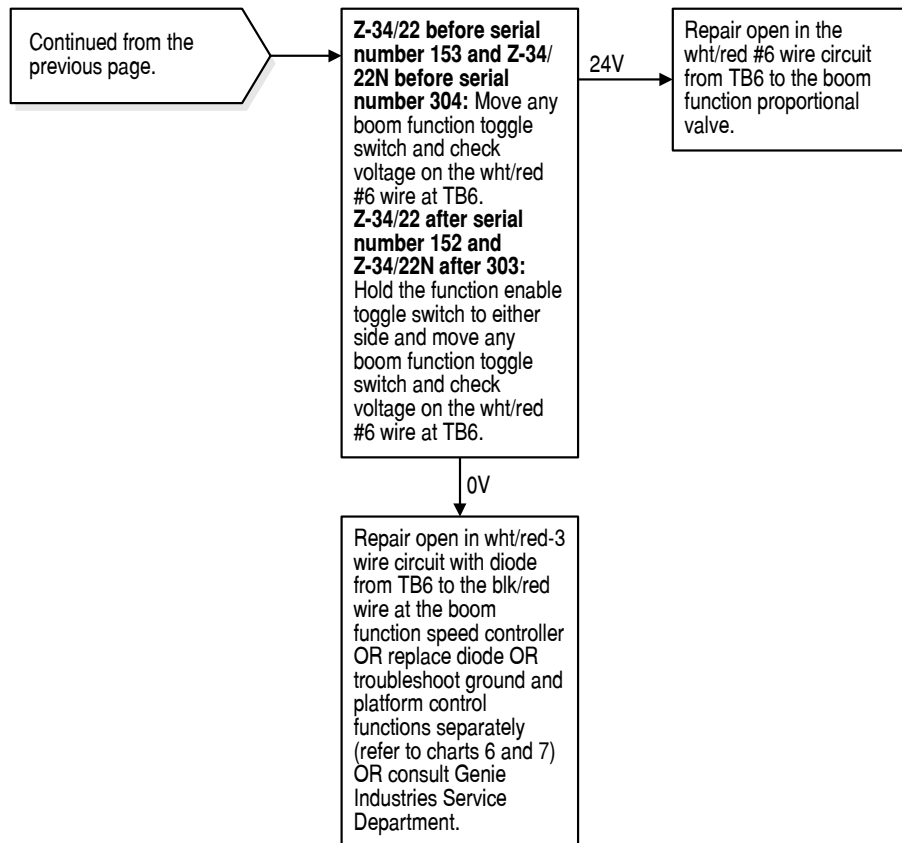 Continued from the
previous page.
Z-34/22 before serial
number 153 and Z-34/
22N before serial
number 304: Move any
boom function toggle
switch and check
voltage on the wht/red
#6 wire at TB6.
Z-34/22 after serial
number 152 and
Z-34/22N after 303:
Hold the function enable
toggle switch to either
side and move any
boom function toggle
switch and check
voltage on the wht/red
#6 wire at TB6.
24V
Repair open in the
wht/red #6 wire circuit
from TB6 to the boom
function proportional
valve.
0V
Repair open in wht/red-3
wire circuit with diode
from TB6 to the blk/red
wire at the boom
function speed controller
OR replace diode OR
troubleshoot ground and
platform control
functions separately
(refer to charts 6 and 7)
OR consult Genie
Industries Service
Department.